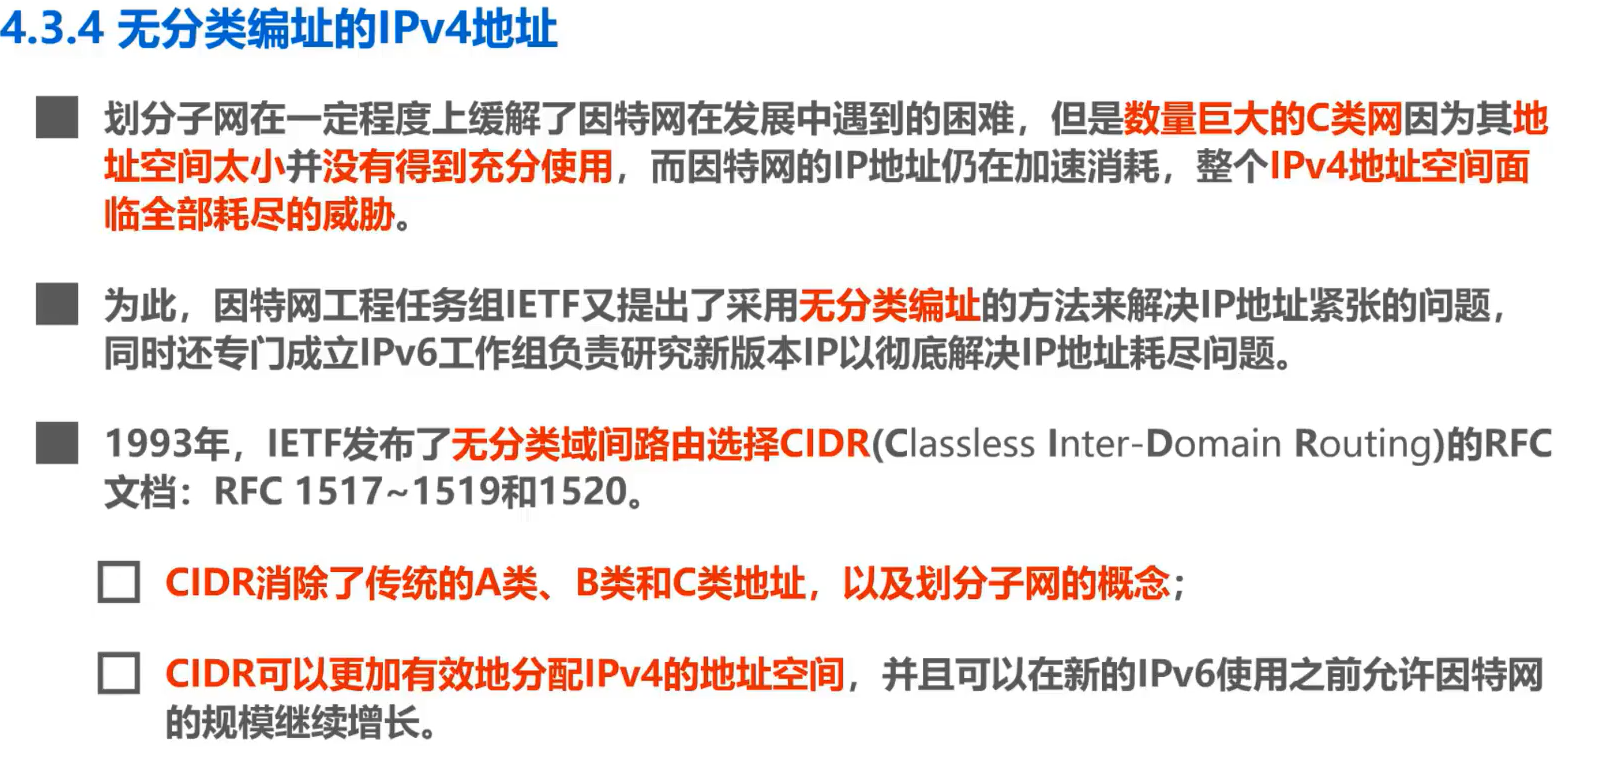 4.3.4 无分类编址的IPv4地址
划分子网在一定程度上缓解了因特网在发展中遇到的困难，但是数量巨大的C类网因为其地
址空间太小并没有得到充分使用，而因特网的IP地址仍在加速消耗，整个IPv4地址空间面
临全部耗尽的威胁。
为此，因特网工程任务组IETF又提出了采用无分类编址的方法来解决IP地址紧张的问题，
同时还专门成立IPv6工作组负责研究新版本IP以彻底解决IP地址耗尽问题。
1993年，IETF发布了无分类域间路由选择CIDR(Classless Inter-Domain Routing)的RFC
文档：RFC 1517~1519和1520。
CIDR消除了传统的A类、B类和C类地址，以及划分子网的概念；
CIDR可以更加有效地分配IPv4的地址空间，并且可以在新的IPv6使用之前允许因特网
的规模继续增长。